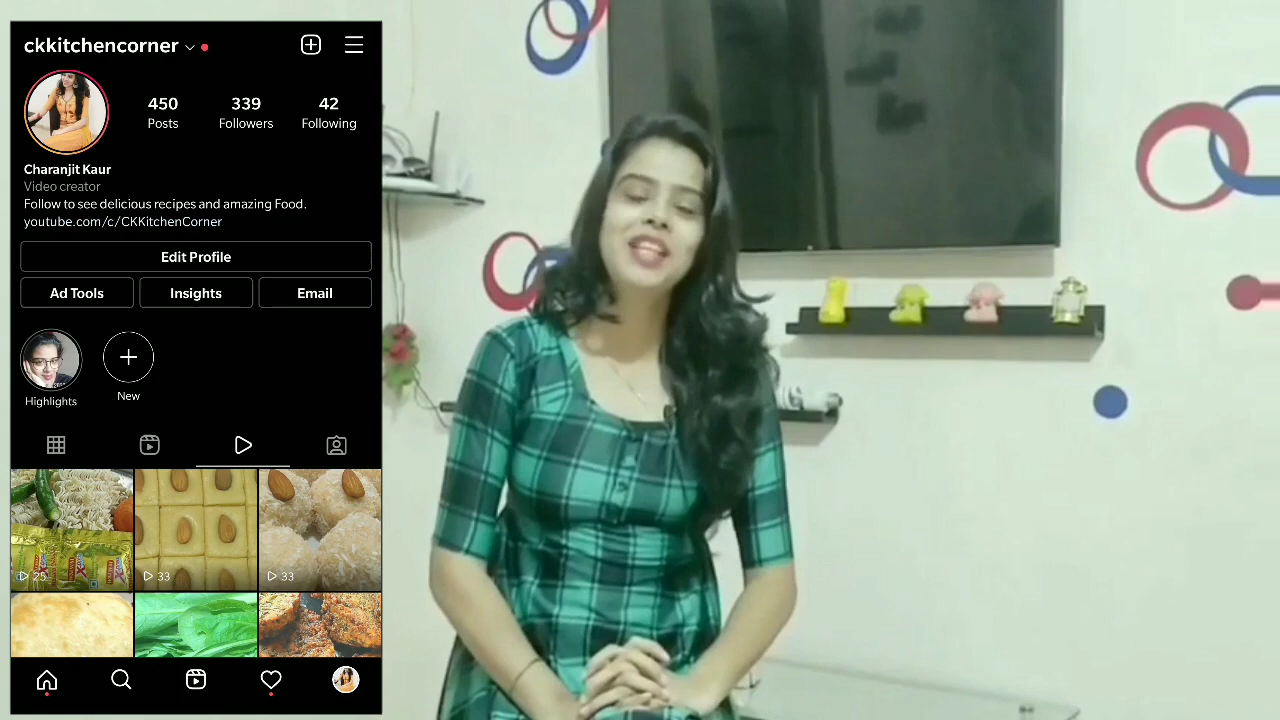 ckkitchencorner
450 339 42
Posts Followers Following
Charanjit Kaur
Video creator
Follow to see delicious recipes and amazing Food.
youtube.com/c/CKKitchenCorner
Edit Profile
Ad Tools Insights Email
Highlights New
25 33 33